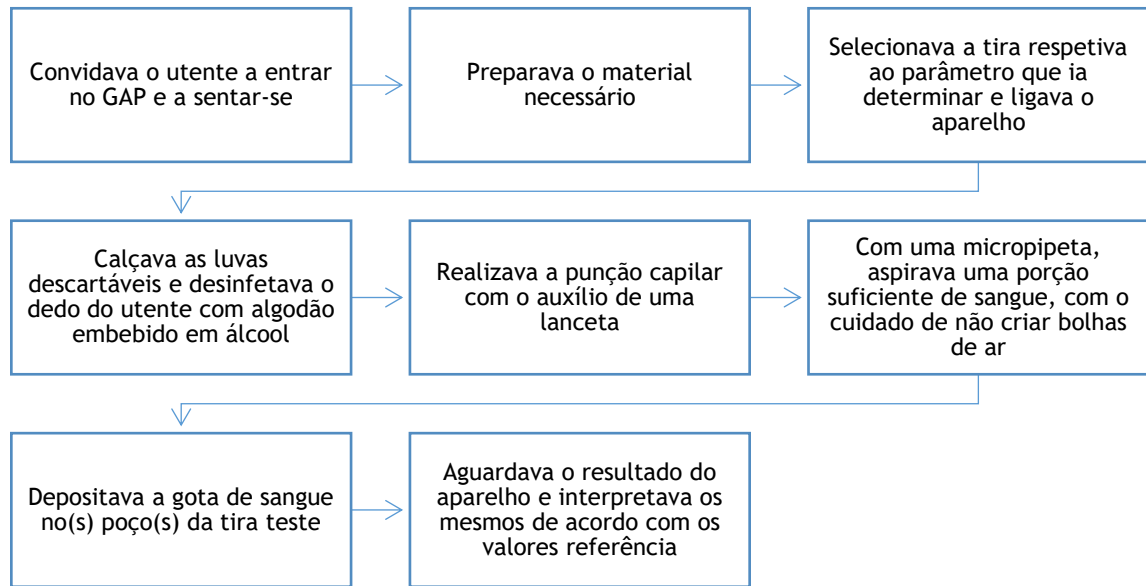 Convidava o utente a entrar
no GAP e a sentar-se
Preparava o material
necessário
Selecionava a tira respetiva
ao parâmetro que ia
determinar e ligava o
aparelho
Calçava as luvas
descartáveis e desinfetava o
dedo do utente com algodão
embebido em álcool
Realizava a punção capilar
com o auxílio de uma
lanceta
Com uma micropipeta,
aspirava uma porção
suficiente de sangue, com o
cuidado de não criar bolhas
de ar
Depositava a gota de sangue
no(s) poço(s) da tira teste
Aguardava o resultado do
aparelho e interpretava os
mesmos de acordo com os
valores referência